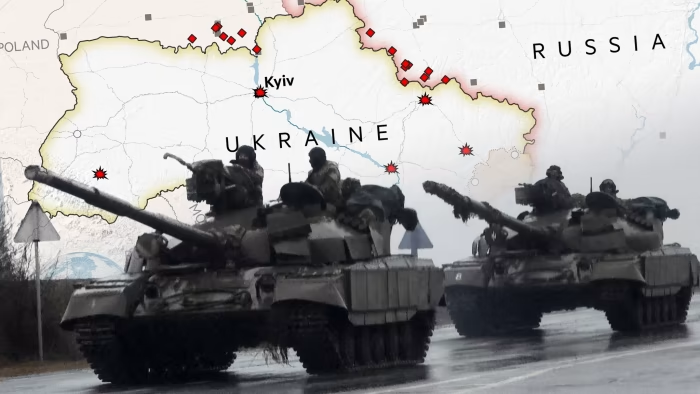 POLAND
RUSSIA
Kyiv
UKRAINE